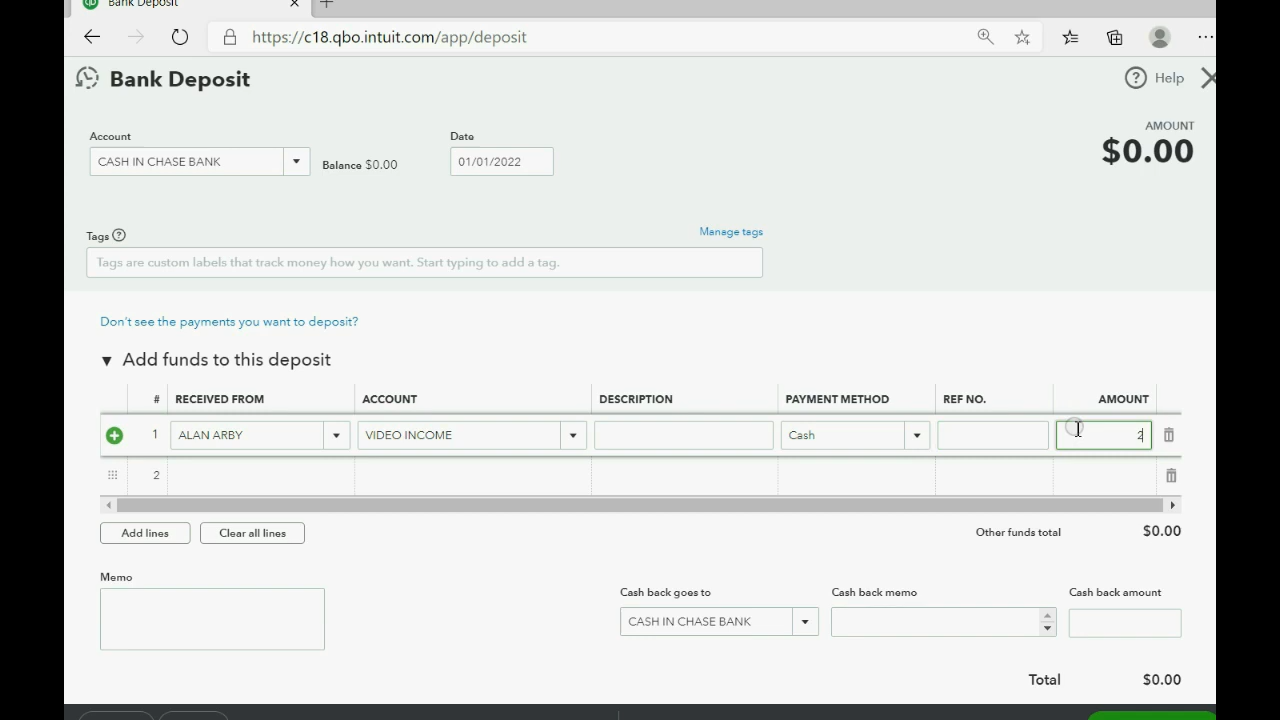 Bank Deposit
https://c18.qbo.intuit.com/app/deposit
Bank Deposit
Help
Account
Date
AMOUNT
CASH IN CHASE BANK
Balance $0.00
01/01/2022
$0.00
Tags
Manage tags
Tags are custom labels that track money how you want. Start typing to add a tag.
Don't see the payments you want to deposit?
Add funds to this deposit
# RECEIVED FROM ACCOUNT DESCRIPTION PAYMENT METHOD REF NO. AMOUNT
1 ALAN ARBY VIDEO INCOME Cash 2
2
Add lines Clear all lines Other funds total $0.00
Memo
Cash back goes to Cash back memo Cash back amount
CASH IN CHASE BANK
Total $0.00